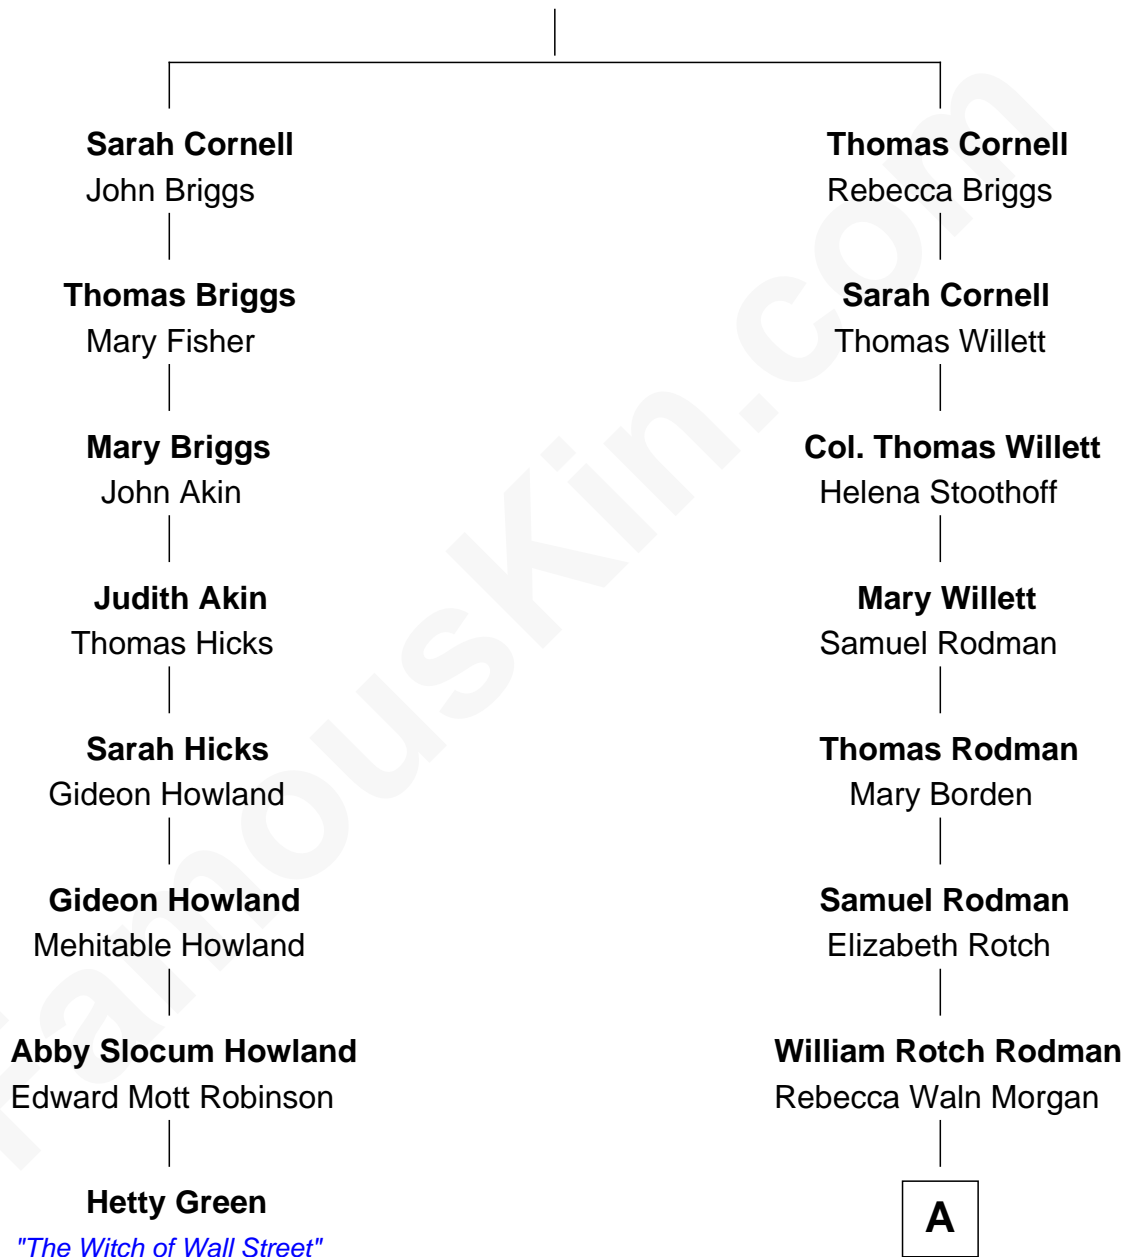 Sarah Cornell
John Briggs
Thomas Briggs
Mary Fisher
Mary Briggs
John Akin
Judith Akin
Thomas Hicks
Sarah Hicks
Gideon Howland
Gideon Howland
Mehitable Howland
Abby Slocum Howland
Edward Mott Robinson
Hetty Green
"The Witch of Wall Street"
Thomas Cornell
Rebecca Briggs
Sarah Cornell
Thomas Willett
Col. Thomas Willett
Helena Stoothoff
Mary Willett
Samuel Rodman
Thomas Rodman
Mary Borden
Samuel Rodman
Elizabeth Rotch
William Rotch Rodman
Rebecca Waln Morgan
A
FamousKin.com